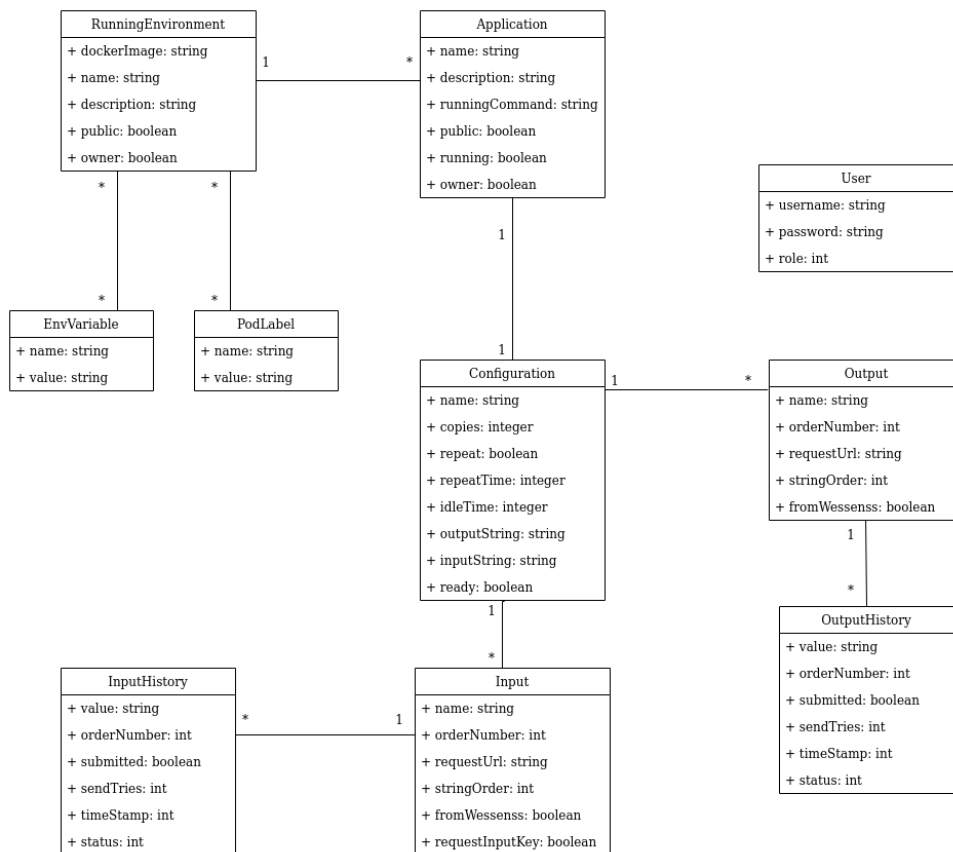 RunningEnvironment
+ dockerImage: string
+ name: string
+ description: string
+ public: boolean
+ owner: boolean
1
*
Application
+ name: string
+ description: string
+ runningCommand: string
+ public: boolean
+ running: boolean
+ owner: boolean
User
+ username: string
+ password: string
+ role: int
*
*
*
*
EnvVariable
+ name: string
+ value: string
PodLabel
+ name: string
+ value: string
1
1
Configuration
+ name: string
+ copies: integer
+ repeat: boolean
+ repeatTime: integer
+ idleTime: integer
+ outputString: string
+ inputString: string
+ ready: boolean
1
*
Output
+ name: string
+ orderNumber: int
+ requestUrl: string
+ stringOrder: int
+ fromWessenss: boolean
1
*
OutputHistory
+ value: string
+ orderNumber: int
+ submitted: boolean
+ sendTries: int
+ timeStamp: int
+ status: int
1
*
InputHistory
+ value: string
+ orderNumber: int
+ submitted: boolean
+ sendTries: int
+ timeStamp: int
+ status: int
*
1
Input
+ name: string
+ orderNumber: int
+ requestUrl: string
+ stringOrder: int
+ fromWessenss: boolean
+ requestInputKey: boolean